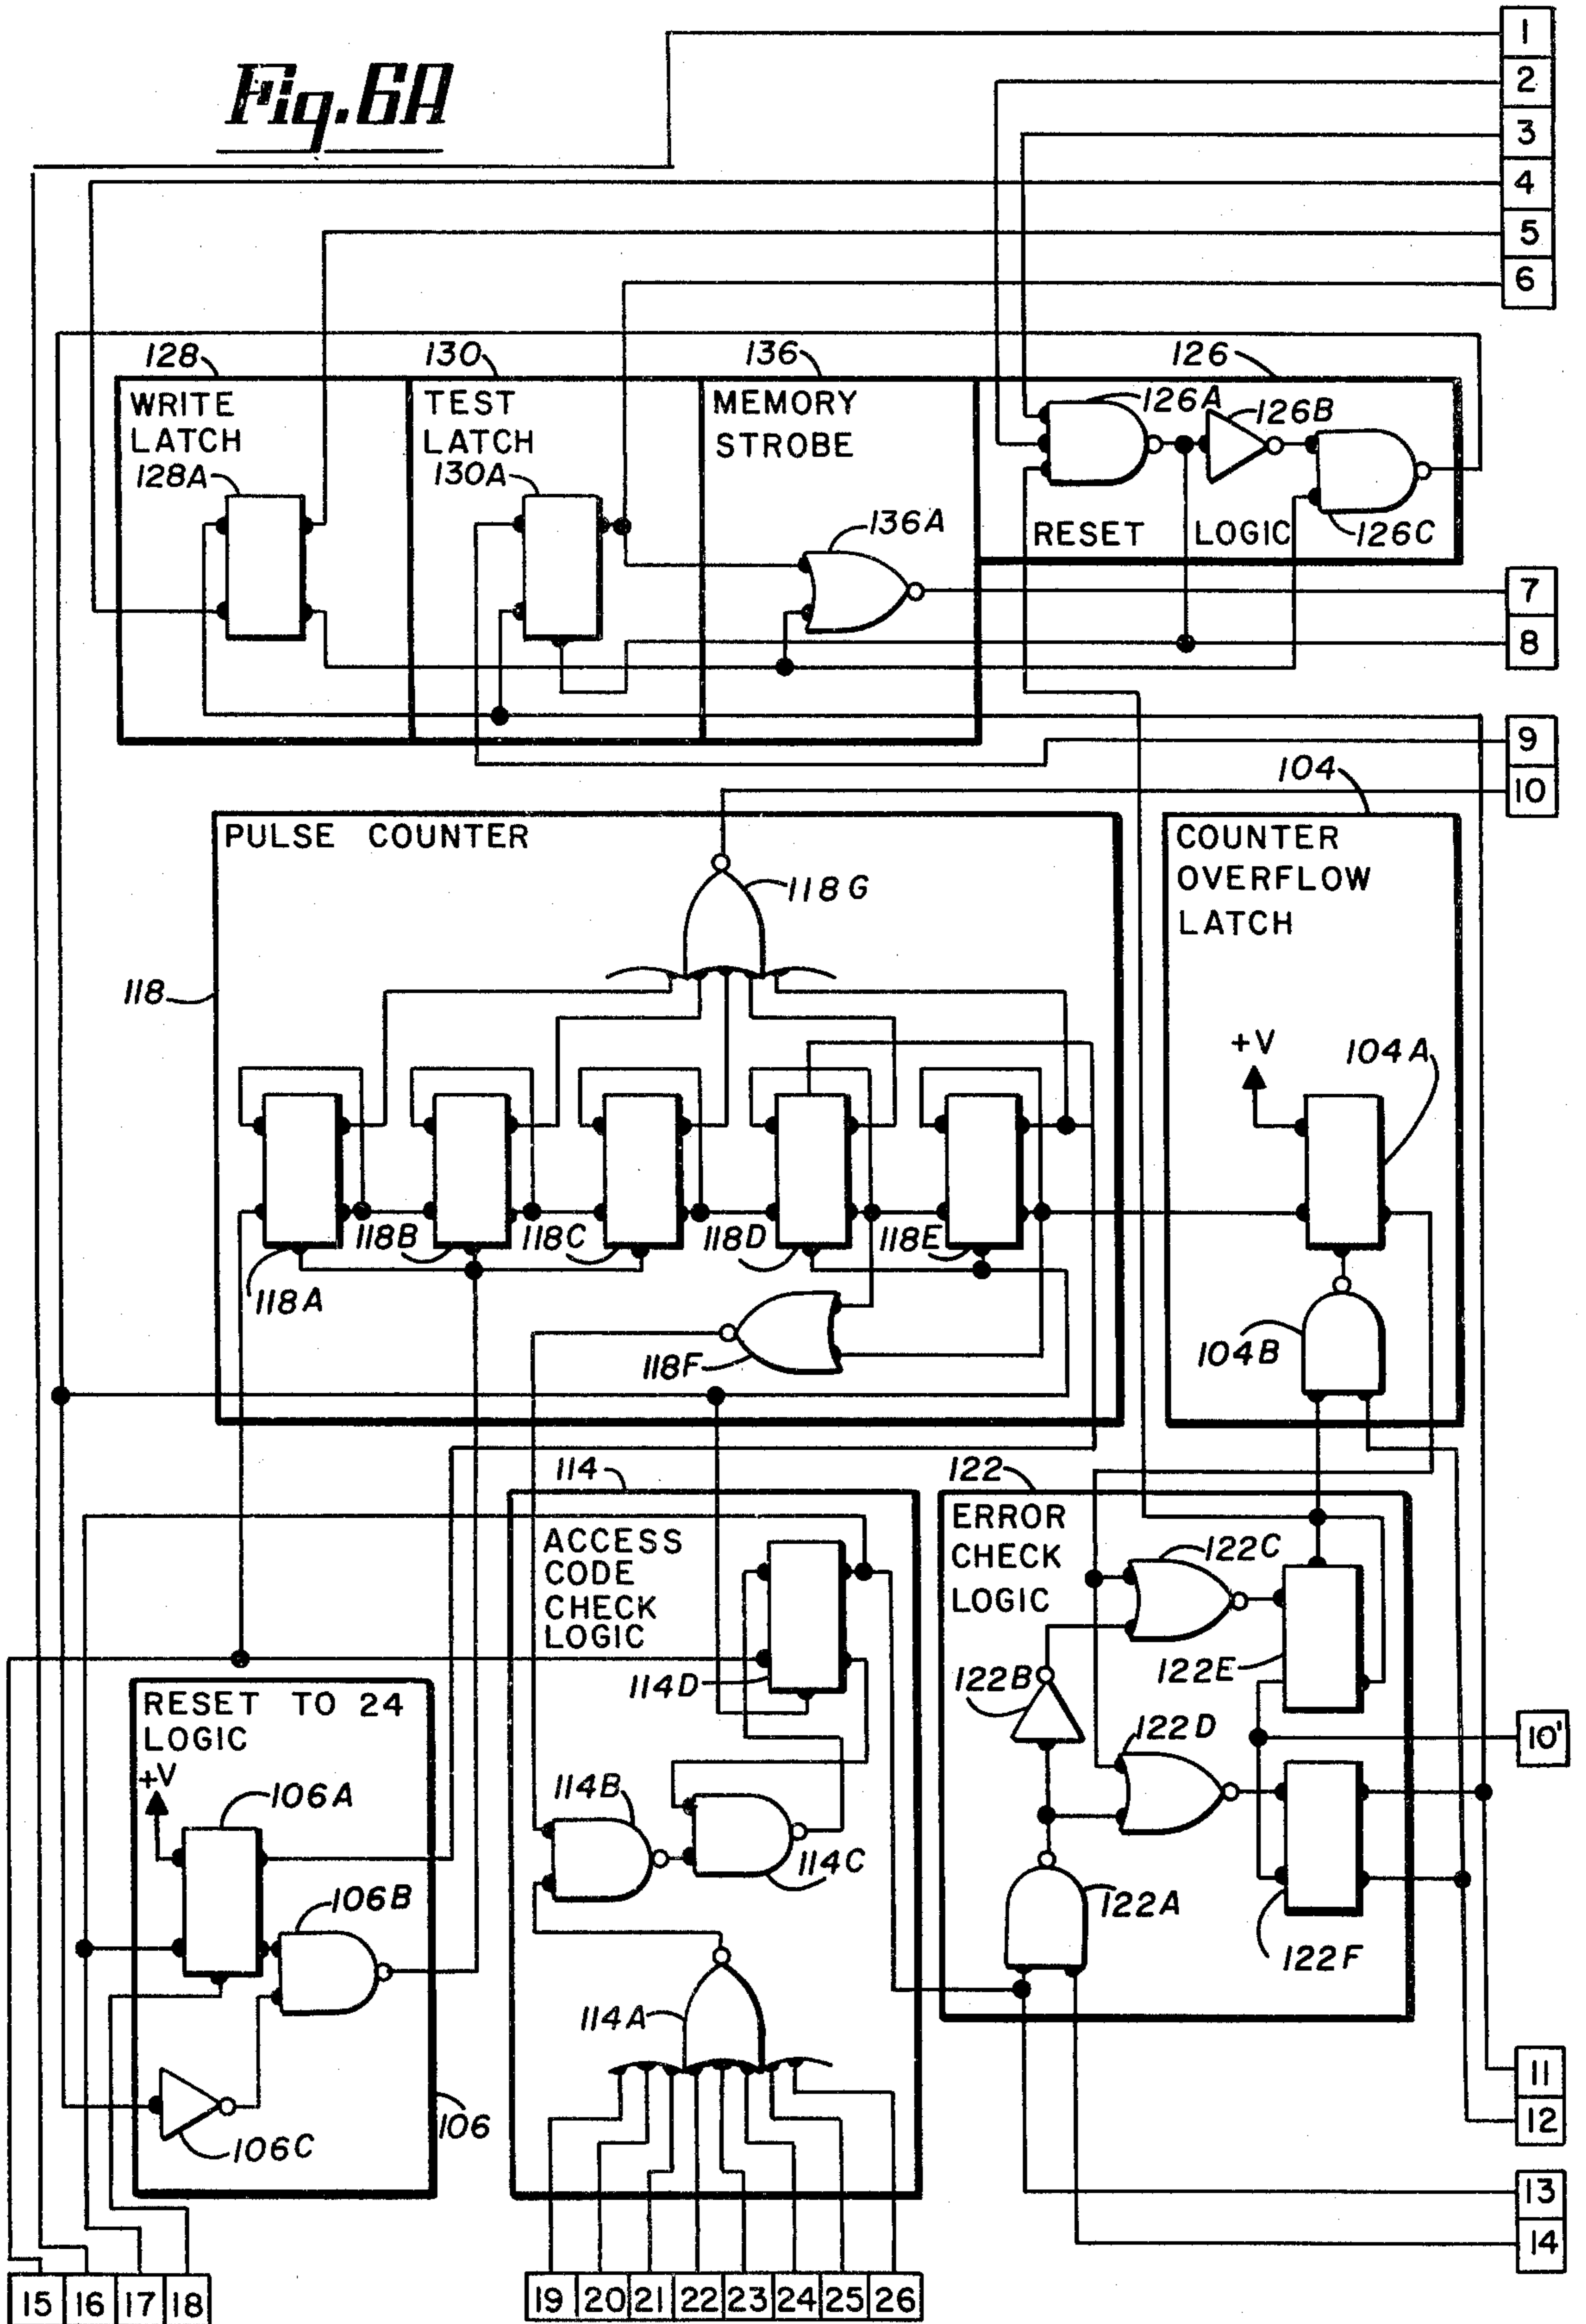 Fig. 6A
1
2
3
4
5
6
128
130
136
126
WRITE
LATCH
128A
TEST
LATCH
130A
MEMORY
STROBE
136A
126A
126B
RESET LOGIC
126C
7
8
9
10
104
PULSE COUNTER
118G
118
118A
118B
118C
118D
118E
118F
COUNTER
OVERFLOW
LATCH
+V
104A
104B
114
ACCESS
CODE
CHECK
LOGIC
114D
114B
114C
114A
122
ERROR
CHECK
LOGIC
122C
122E
122B
122D
122A
122F
10'
RESET TO 24
LOGIC
+V
106A
106B
106C
106
11
12
13
14
15 16 17 18
19 20 21 22 23 24 25 26